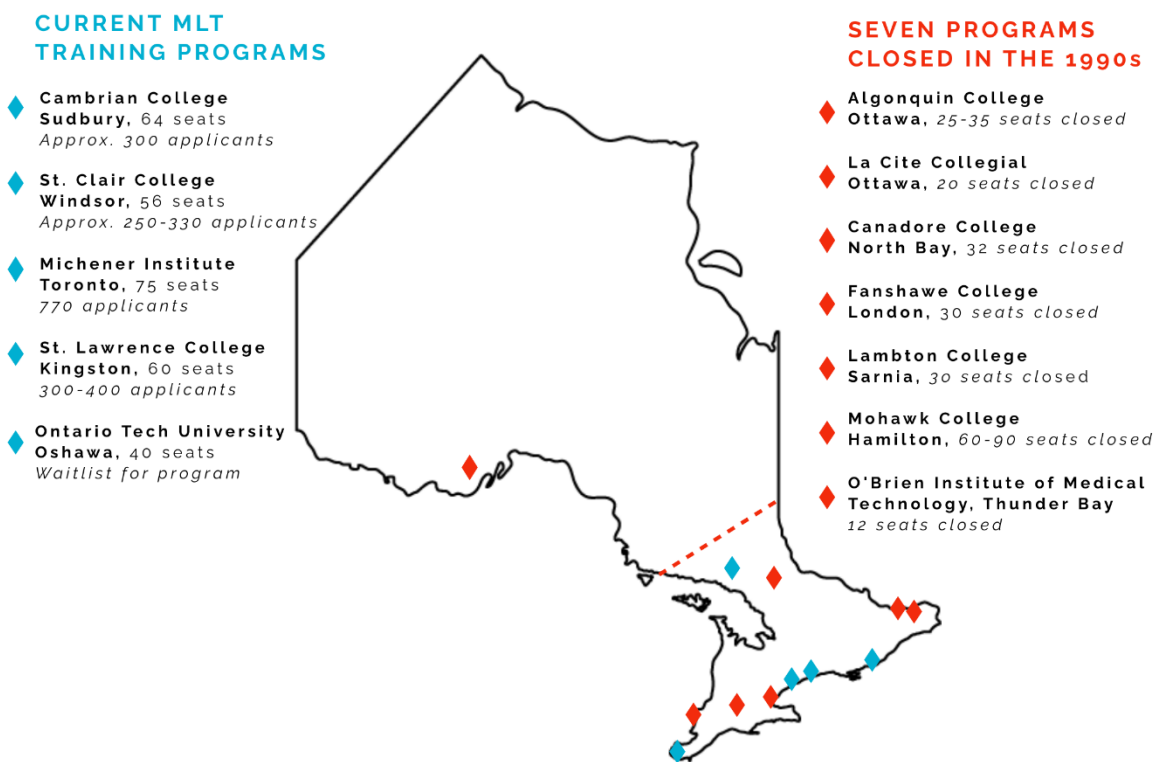 CURRENT MLT
TRAINING PROGRAMS
Cambrian College
Sudbury, 64 seats
Approx. 300 applicants
St. Clair College
Windsor, 56 seats
Approx. 250-330 applicants
Michener Institute
Toronto, 75 seats
770 applicants
St. Lawrence College
Kingston, 60 seats
300-400 applicants
Ontario Tech University
Oshawa, 40 seats
Waitlist for program
SEVEN PROGRAMS
CLOSED IN THE 1990s
Algonquin College
Ottawa, 25-35 seats closed
La Cite Collegial
Ottawa, 20 seats closed
Canadore College
North Bay, 32 seats closed
Fanshawe College
London, 30 seats closed
Lambton College
Sarnia, 30 seats closed
Mohawk College
Hamilton, 60-90 seats closed
O'Brien Institute of Medical
Technology, Thunder Bay
12 seats closed